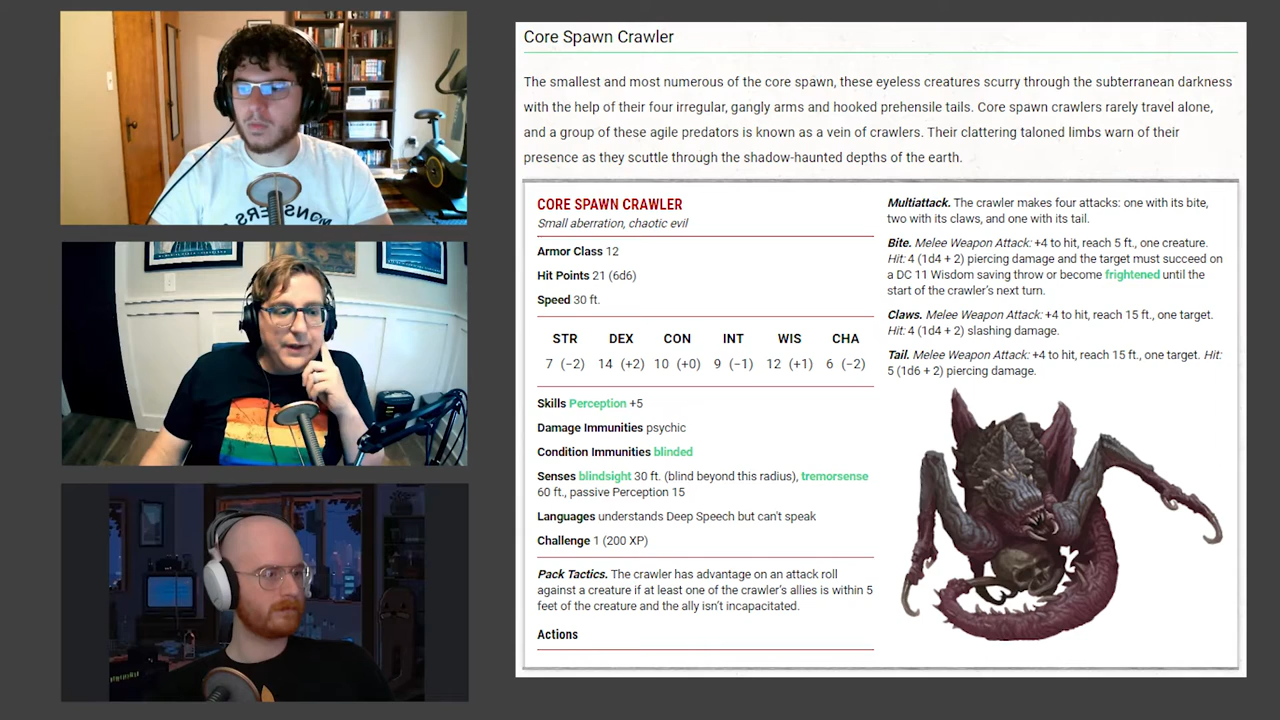 Core Spawn Crawler
The smallest and most numerous of the core spawn, these eyeless creatures scurry through the subterranean darkness
with the help of their four irregular, gangly arms and hooked prehensile tails. Core spawn crawlers rarely travel alone,
and a group of these agile predators is known as a vein of crawlers. Their clattering taloned limbs warn of their
presence as they scuttle through the shadow-haunted depths of the earth.
CORE SPAWN CRAWLER
Small aberration, chaotic evil
Armor Class 12
Hit Points 21 (6d6)
Speed 30 ft.
STR DEX CON INT WIS CHA
7 (−2) 14 (+2) 10 (+0) 9 (−1) 12 (+1) 6 (−2)
Skills Perception +5
Damage Immunities psychic
Condition Immunities blinded
Senses blindsight 30 ft. (blind beyond this radius), tremorsense
60 ft., passive Perception 15
Languages understands Deep Speech but can't speak
Challenge 1 (200 XP)
Pack Tactics. The crawler has advantage on an attack roll
against a creature if at least one of the crawler's allies is within 5
feet of the creature and the ally isn't incapacitated.
Actions
Multiattack. The crawler makes four attacks: one with its bite,
two with its claws, and one with its tail.
Bite. Melee Weapon Attack: +4 to hit, reach 5 ft., one creature.
Hit: 4 (1d4 + 2) piercing damage and the target must succeed on
a DC 11 Wisdom saving throw or become frightened until the
start of the crawler's next turn.
Claws. Melee Weapon Attack: +4 to hit, reach 15 ft., one target.
Hit: 4 (1d4 + 2) slashing damage.
Tail. Melee Weapon Attack: +4 to hit, reach 15 ft., one target. Hit:
5 (1d6 + 2) piercing damage.
MONSTERS